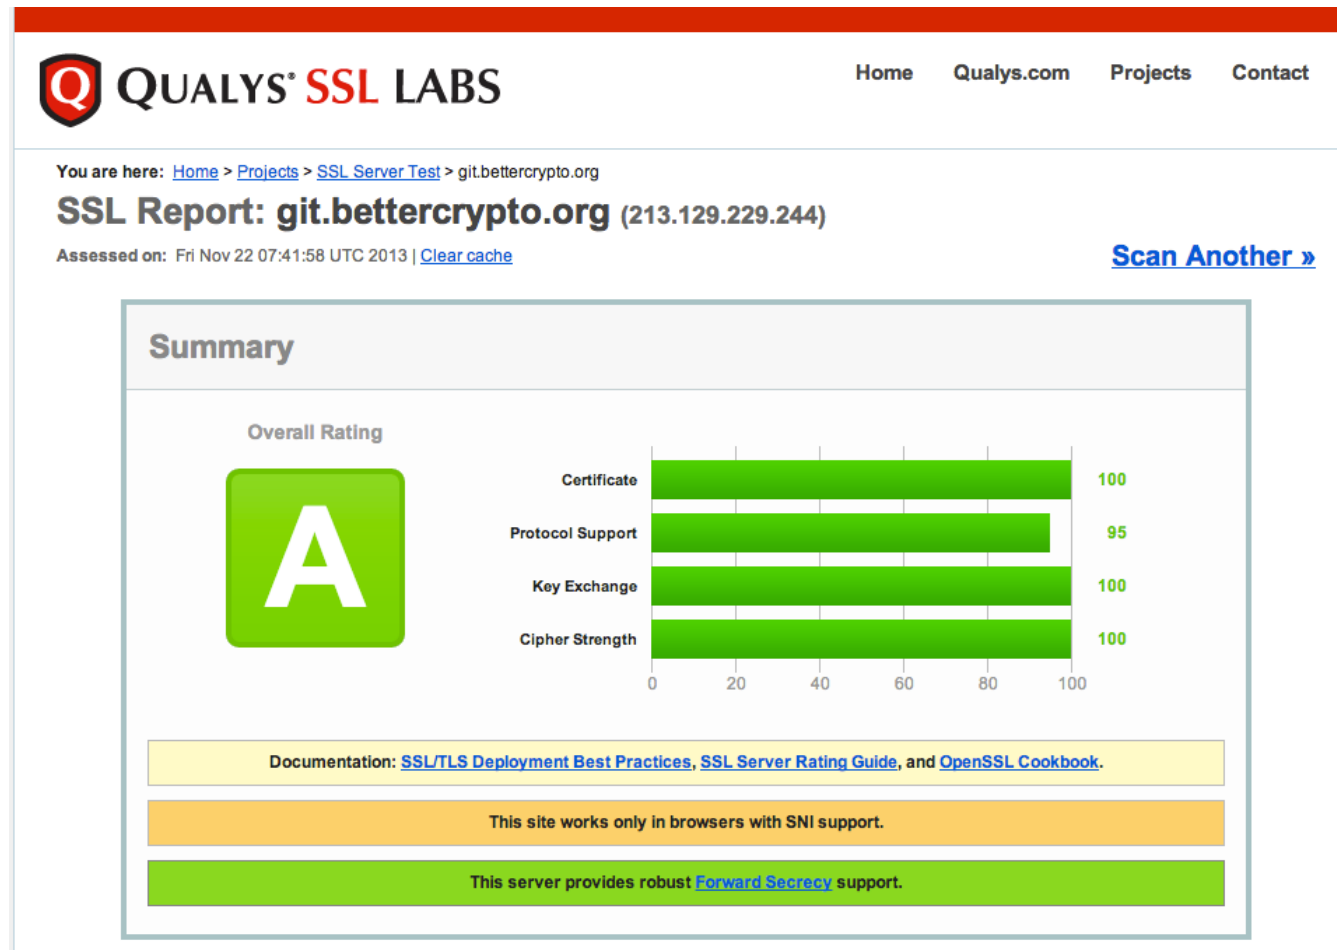 Q QUALYS® SSL LABS
Home Qualys.com Projects Contact
You are here: Home > Projects > SSL Server Test > git.bettercrypto.org
SSL Report: git.bettercrypto.org (213.129.229.244)
Assessed on: Fri Nov 22 07:41:58 UTC 2013 | Clear cache
Scan Another »
Summary
Overall Rating
A
Certificate 100
Protocol Support 95
Key Exchange 100
Cipher Strength 100
0 20 40 60 80 100
Documentation: SSL/TLS Deployment Best Practices, SSL Server Rating Guide, and OpenSSL Cookbook.
This site works only in browsers with SNI support.
This server provides robust Forward Secrecy support.